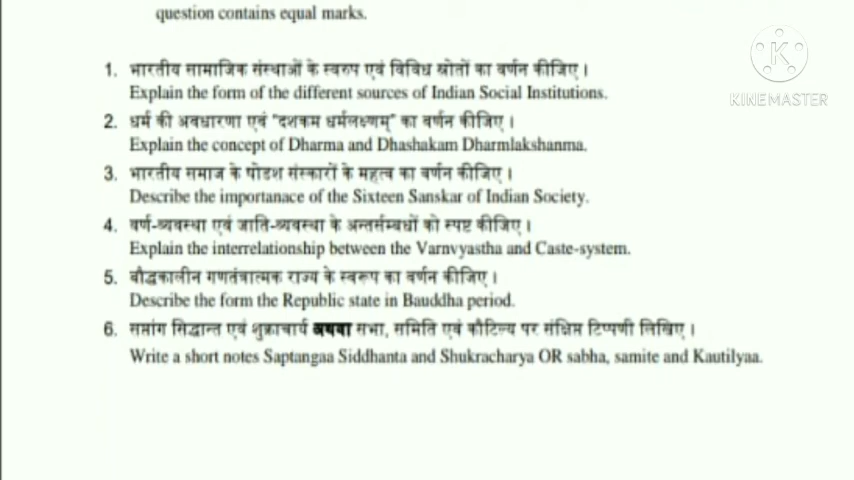 question contains equal marks.
K
KINEMASTER
1. भारतीय सामाजिक संस्थाओं के स्वरुप एवं विविध स्रोतों का वर्णन कीजिए।
Explain the form of the different sources of Indian Social Institutions.
2. धर्म की अवधारणा एवं "दशकम धर्मलक्ष्णम्" का वर्णन कीजिए।
Explain the concept of Dharma and Dhashakam Dharmlakshanma.
3. भारतीय समाज के षोडश संस्कारों के महत्व का वर्णन कीजिए।
Describe the importanace of the Sixteen Sanskar of Indian Society.
4. वर्ण-व्यवस्था एवं जाति-व्यवस्था के अन्तर्सम्बधों को स्पष्ट कीजिए।
Explain the interrelationship between the Varnvyastha and Caste-system.
5. बौद्धकालीन गणतंत्रात्मक राज्य के स्वरूप का वर्णन कीजिए।
Describe the form the Republic state in Bauddha period.
6. सप्तांग सिद्धान्त एवं शुक्राचार्य अथवा सभा, समिति एवं कौटिल्य पर संक्षिप्त टिप्पणी लिखिए।
Write a short notes Saptangaa Siddhanta and Shukracharya OR sabha, samite and Kautilyaa.